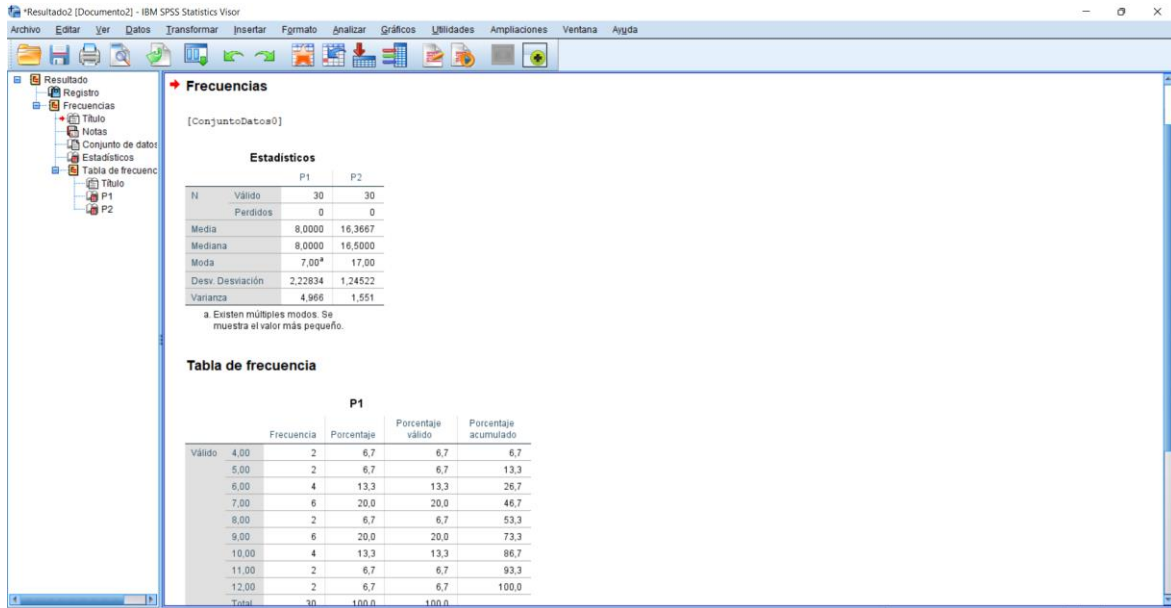 *Resultado2 [Documento2] - IBM SPSS Statistics Visor
Archivo Editar Ver Datos Transformar Insertar Formato Analizar Gráficos Utilidades Ampliaciones Ventana Ayuda
Resultado
Registro
Frecuencias
Título
Notas
Conjunto de datos
Estadísticos
Tabla de frecuenc
Título
P1
P2
Frecuencias
[ConjuntoDatos0]
Estadísticos
P1 P2
N Válido 30 30
Perdidos 0 0
Media 8,0000 16,3667
Mediana 8,0000 16,5000
Moda 7,00a 17,00
Desv. Desviación 2,22834 1,24522
Varianza 4,966 1,551
a. Existen múltiples modos. Se
muestra el valor más pequeño.
Tabla de frecuencia
P1
Frecuencia Porcentaje Porcentaje válido Porcentaje acumulado
Válido 4,00 2 6,7 6,7 6,7
5,00 2 6,7 6,7 13,3
6,00 4 13,3 13,3 26,7
7,00 6 20,0 20,0 46,7
8,00 2 6,7 6,7 53,3
9,00 6 20,0 20,0 73,3
10,00 4 13,3 13,3 86,7
11,00 2 6,7 6,7 93,3
12,00 2 6,7 6,7 100,0
Total 30 100,0 100,0